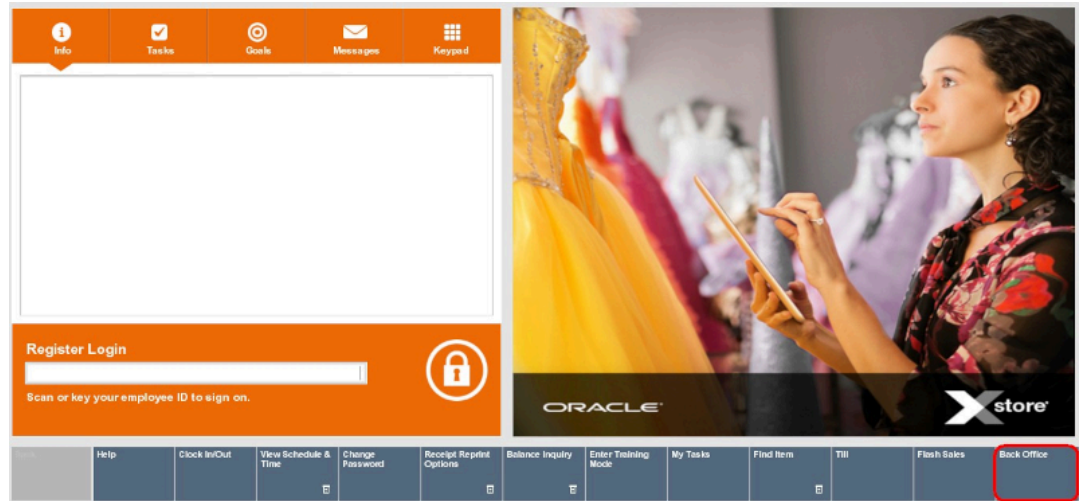 Info
Tasks
Goals
Messages
Keypad
Register Login
Scan or key your employee ID to sign on.
ORACLE
X store
Back
Help
Clock In/Out
View Schedule &
Time
Change
Password
Receipt Reprint
Options
Balance Inquiry
Enter Training
Mode
My Tasks
Find Item
Till
Flash Sales
Back Office